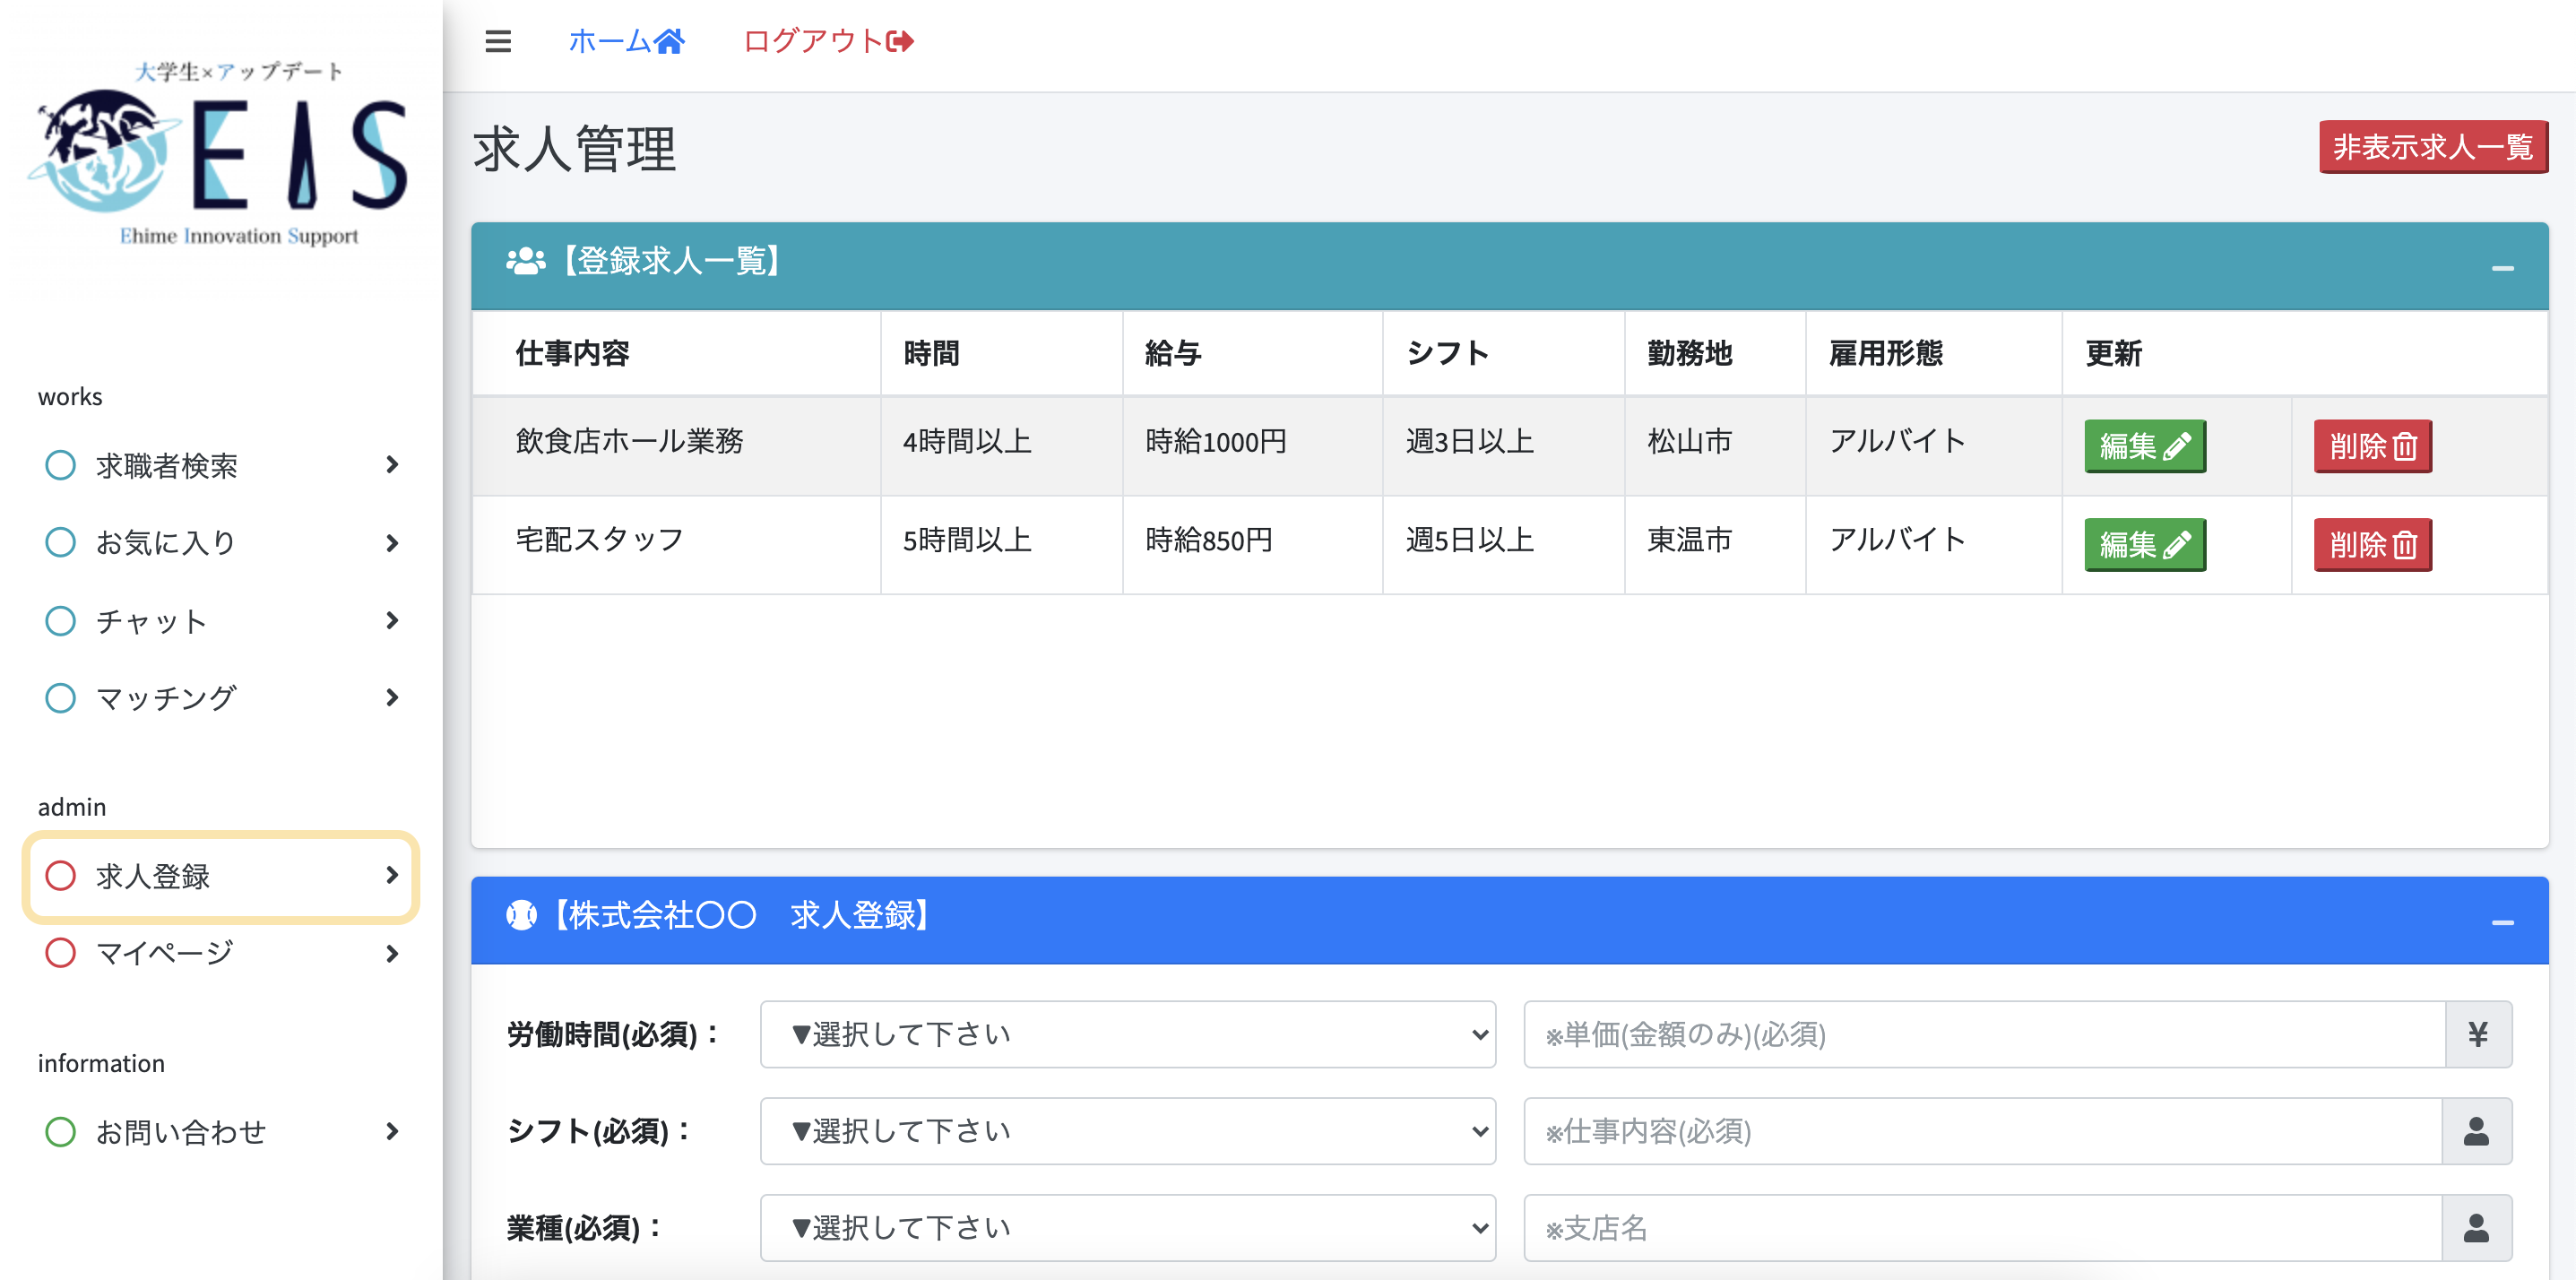 大学生×アップデート
EIS
Ehime Innovation Support
works
求職者検索
お気に入り
チャット
マッチング
admin
求人登録
マイページ
information
お問い合わせ
ホーム
ログアウト
求人管理
非表示求人一覧
【登録求人一覧】
仕事内容 時間 給与 シフト 勤務地 雇用形態 更新
飲食店ホール業務 4時間以上 時給1000円 週3日以上 松山市 アルバイト 編集 削除
宅配スタッフ 5時間以上 時給850円 週5日以上 東温市 アルバイト 編集 削除
【株式会社〇〇　求人登録】
労働時間(必須)： ▼選択して下さい ※単価(金額のみ)(必須) ¥
シフト(必須)： ▼選択して下さい ※仕事内容(必須)
業種(必須)： ▼選択して下さい ※支店名